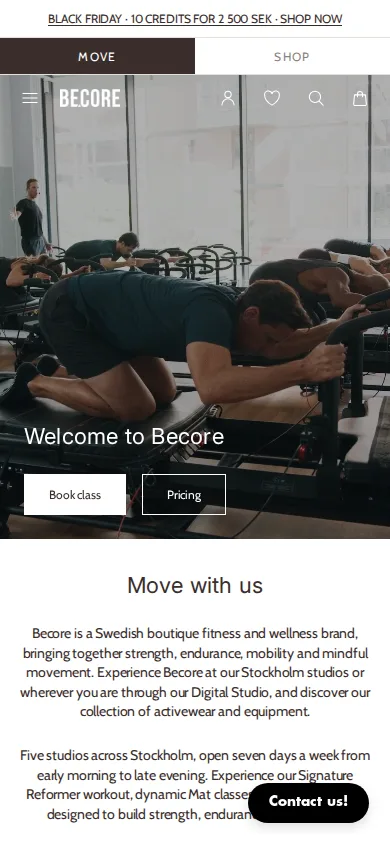 BLACK FRIDAY · 10 CREDITS FOR 2 500 SEK · SHOP NOW
MOVE
SHOP
BE.CORE
Welcome to Becore
Book class
Pricing
Move with us
Becore is a Swedish boutique fitness and wellness brand,
bringing together strength, endurance, mobility and mindful
movement. Experience Becore at our Stockholm studios or
wherever you are through our Digital Studio, and discover our
collection of activewear and equipment.
Five studios across Stockholm, open seven days a week from
early morning to late evening. Experience our Signature
Reformer workout, dynamic Mat
designed to build strength,
Contact us!